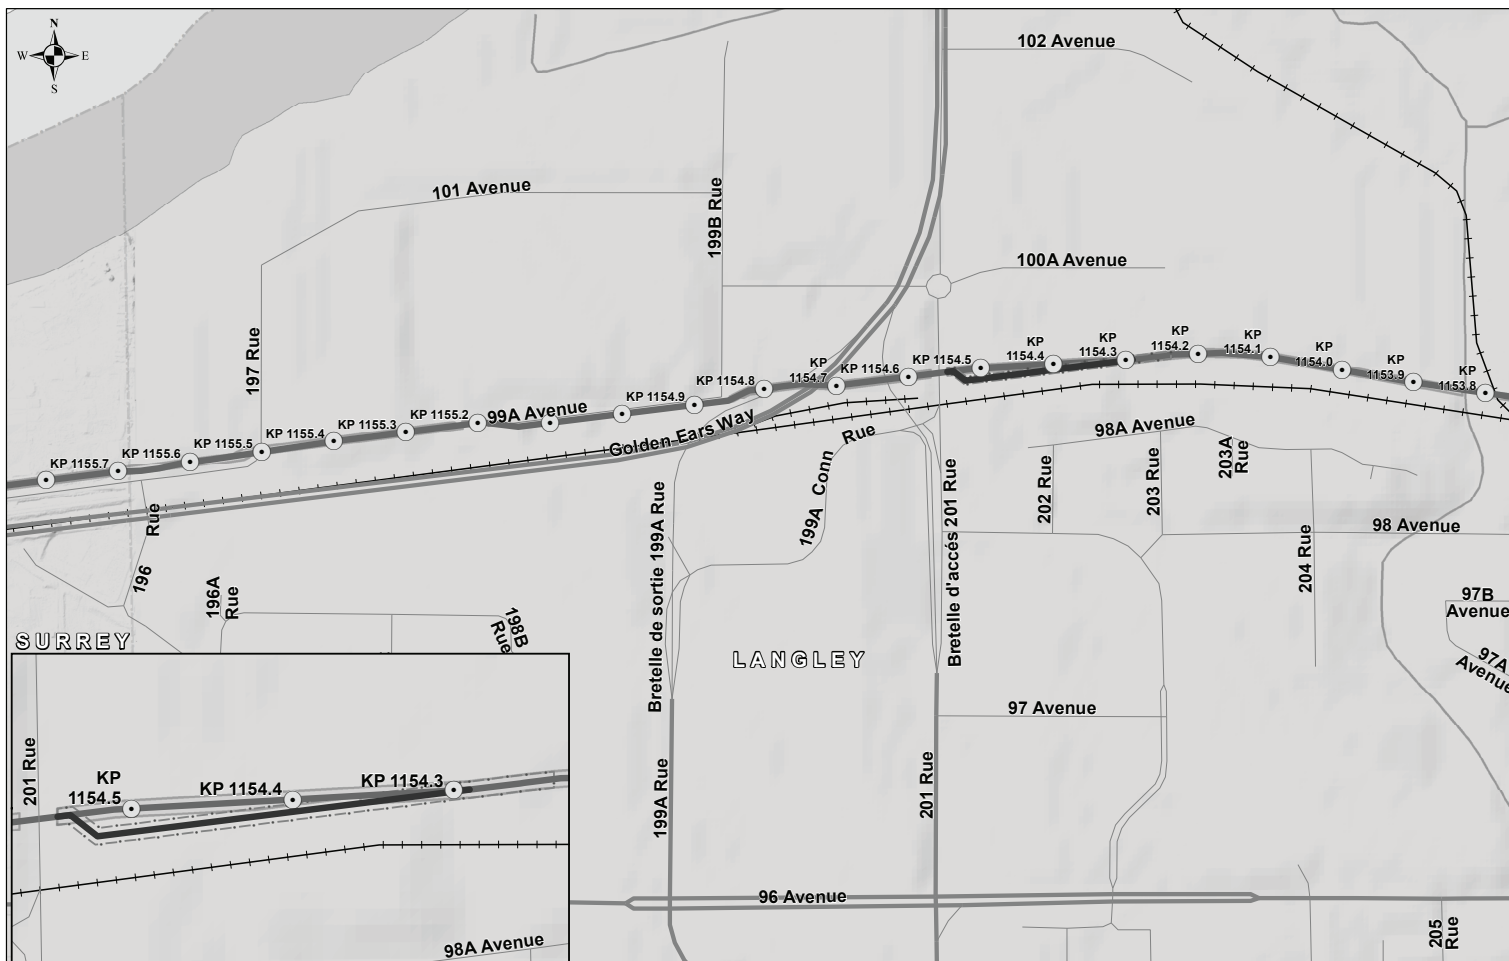 N
W E
S
102 Avenue
101 Avenue
199B Rue
100A Avenue
197 Rue
KP 1155.7
KP 1155.6
KP 1155.5
KP 1155.4
KP 1155.3
KP 1155.2
99A Avenue
KP 1154.9
KP 1154.8
KP
1154.7
KP 1154.6
KP 1154.5
KP
1154.4
KP
1154.3
KP
1154.2
KP
1154.1
KP
1154.0
KP
1153.9
KP
1153.8
Golden Ears Way
Rue
199A Conn
98A Avenue
203A
Rue
202 Rue
203 Rue
98 Avenue
204 Rue
196
Rue
196A
Rue
198B
Rue
Bretelle de sortie 199A Rue
Bretelle d'accés 201 Rue
97B
Avenue
97A
Avenue
SURREY
LANGLEY
97 Avenue
199A Rue
201 Rue
96 Avenue
205
Rue
201 Rue
KP
1154.5
KP 1154.4
KP 1154.3
98A Avenue